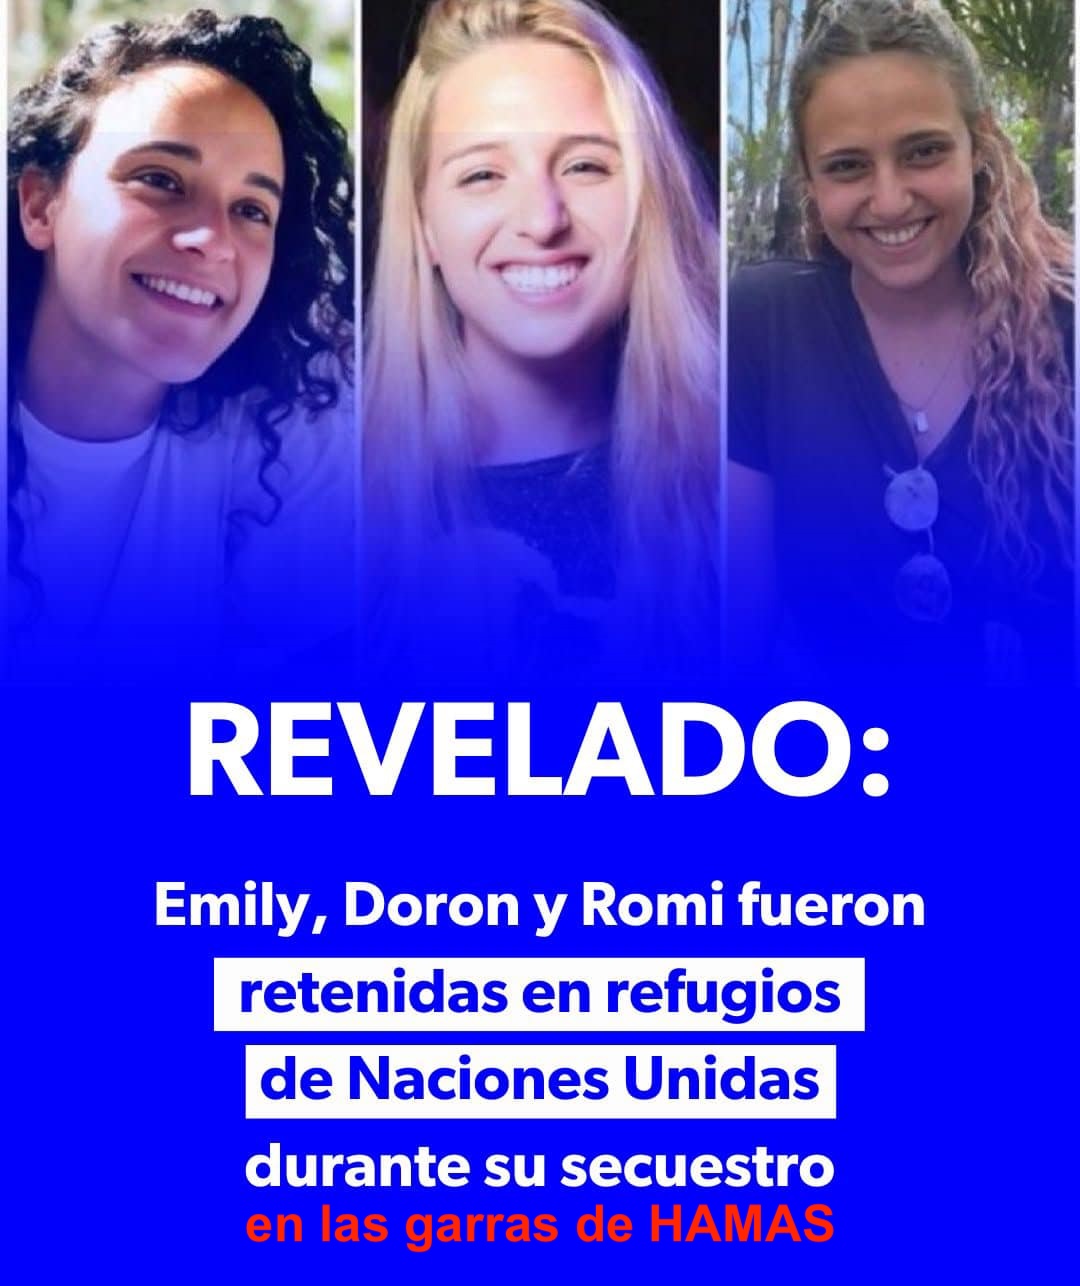 REVELADO:
Emily, Doron y Romi fueron
retenidas en refugios
de Naciones Unidas
durante su secuestro
en las garras de HAMAS